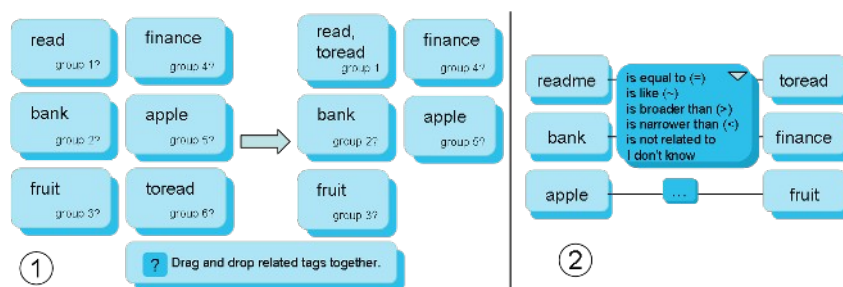 read
group 1?
finance
group 4?
bank
group 2?
apple
group 5?
fruit
group 3?
toread
group 6?
read,
toread
group 1
finance
group 4?
bank
group 2?
apple
group 5?
fruit
group 3?
? Drag and drop related tags together.
1
readme
bank
apple
is equal to (=)
is like (~)
is broader than (>)
is narrower than (<)
is not related to
I don't know
...
toread
finance
fruit
2